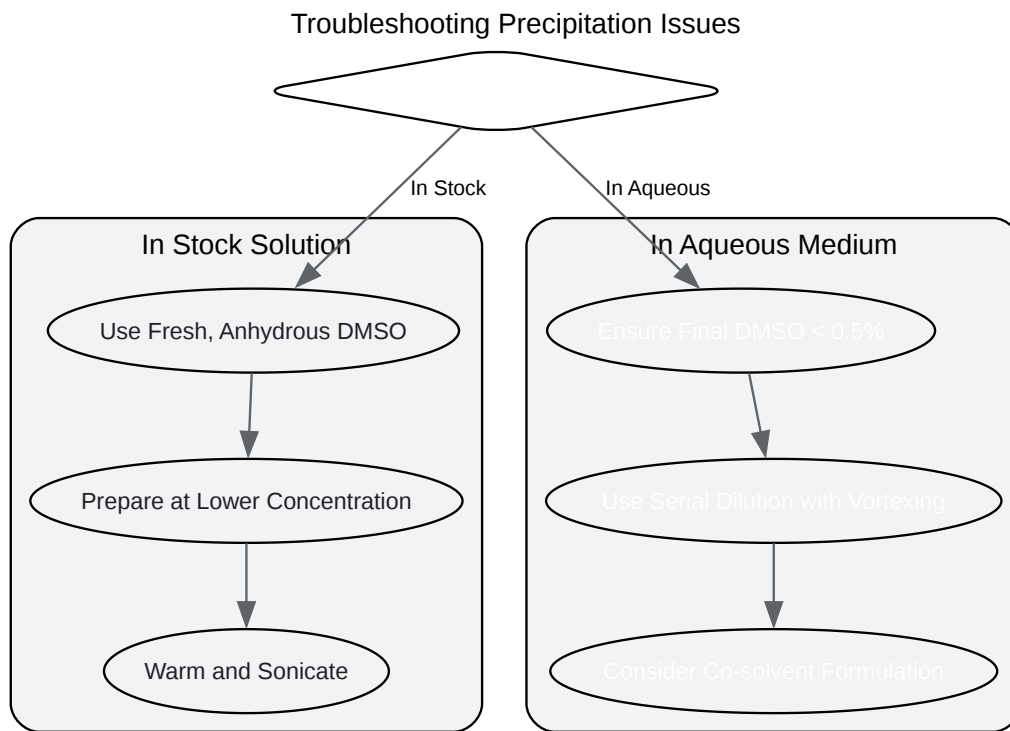 Troubleshooting Precipitation Issues
In Stock
In Aqueous
In Stock Solution
Use Fresh, Anhydrous DMSO
Prepare at Lower Concentration
Warm and Sonicate
In Aqueous Medium
Ensure Final DMSO < 0.5%
Use Serial Dilution with Vortexing
Consider Co-solvent Formulation